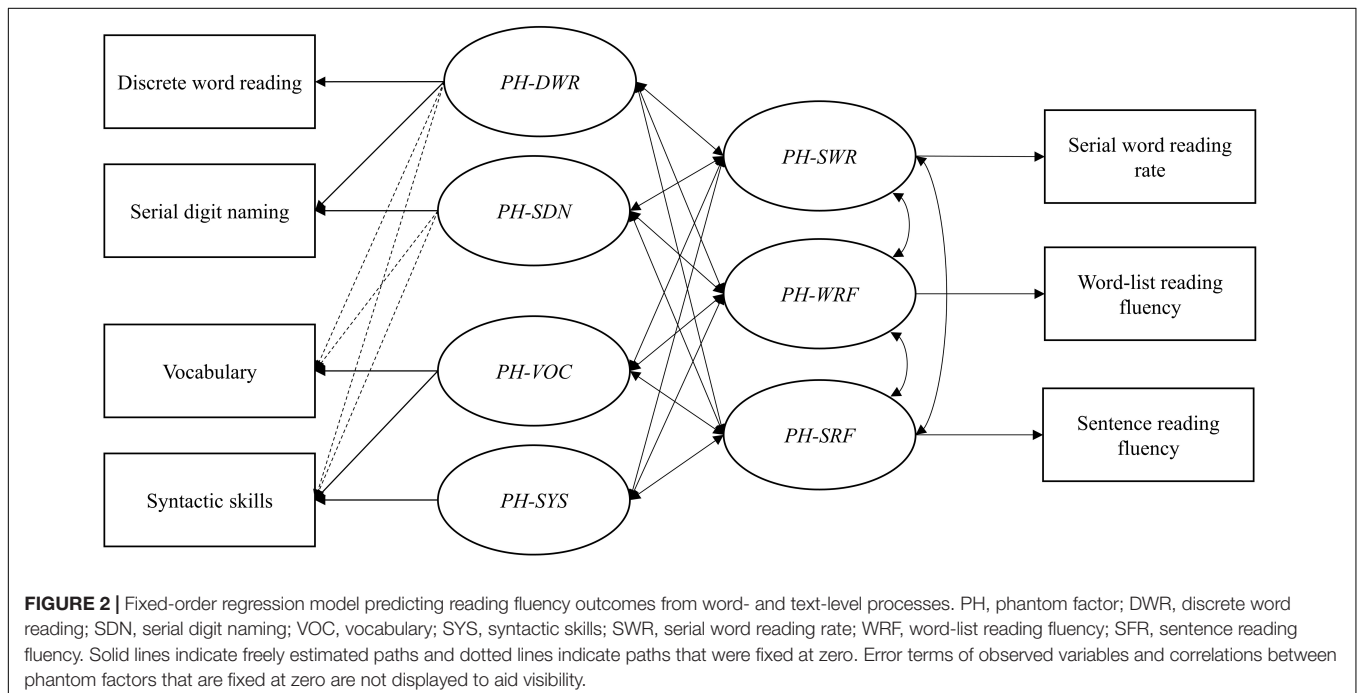 Discrete word reading
Serial digit naming
Vocabulary
Syntactic skills
PH-DWR
PH-SDN
PH-VOC
PH-SYS
PH-SWR
PH-WRF
PH-SRF
Serial word reading
rate
Word-list reading
fluency
Sentence reading
fluency
FIGURE 2 | Fixed-order regression model predicting reading fluency outcomes from word- and text-level processes. PH, phantom factor; DWR, discrete word
reading; SDN, serial digit naming; VOC, vocabulary; SYS, syntactic skills; SWR, serial word reading rate; WRF, word-list reading fluency; SFR, sentence reading
fluency. Solid lines indicate freely estimated paths and dotted lines indicate paths that were fixed at zero. Error terms of observed variables and correlations between
phantom factors that are fixed at zero are not displayed to aid visibility.